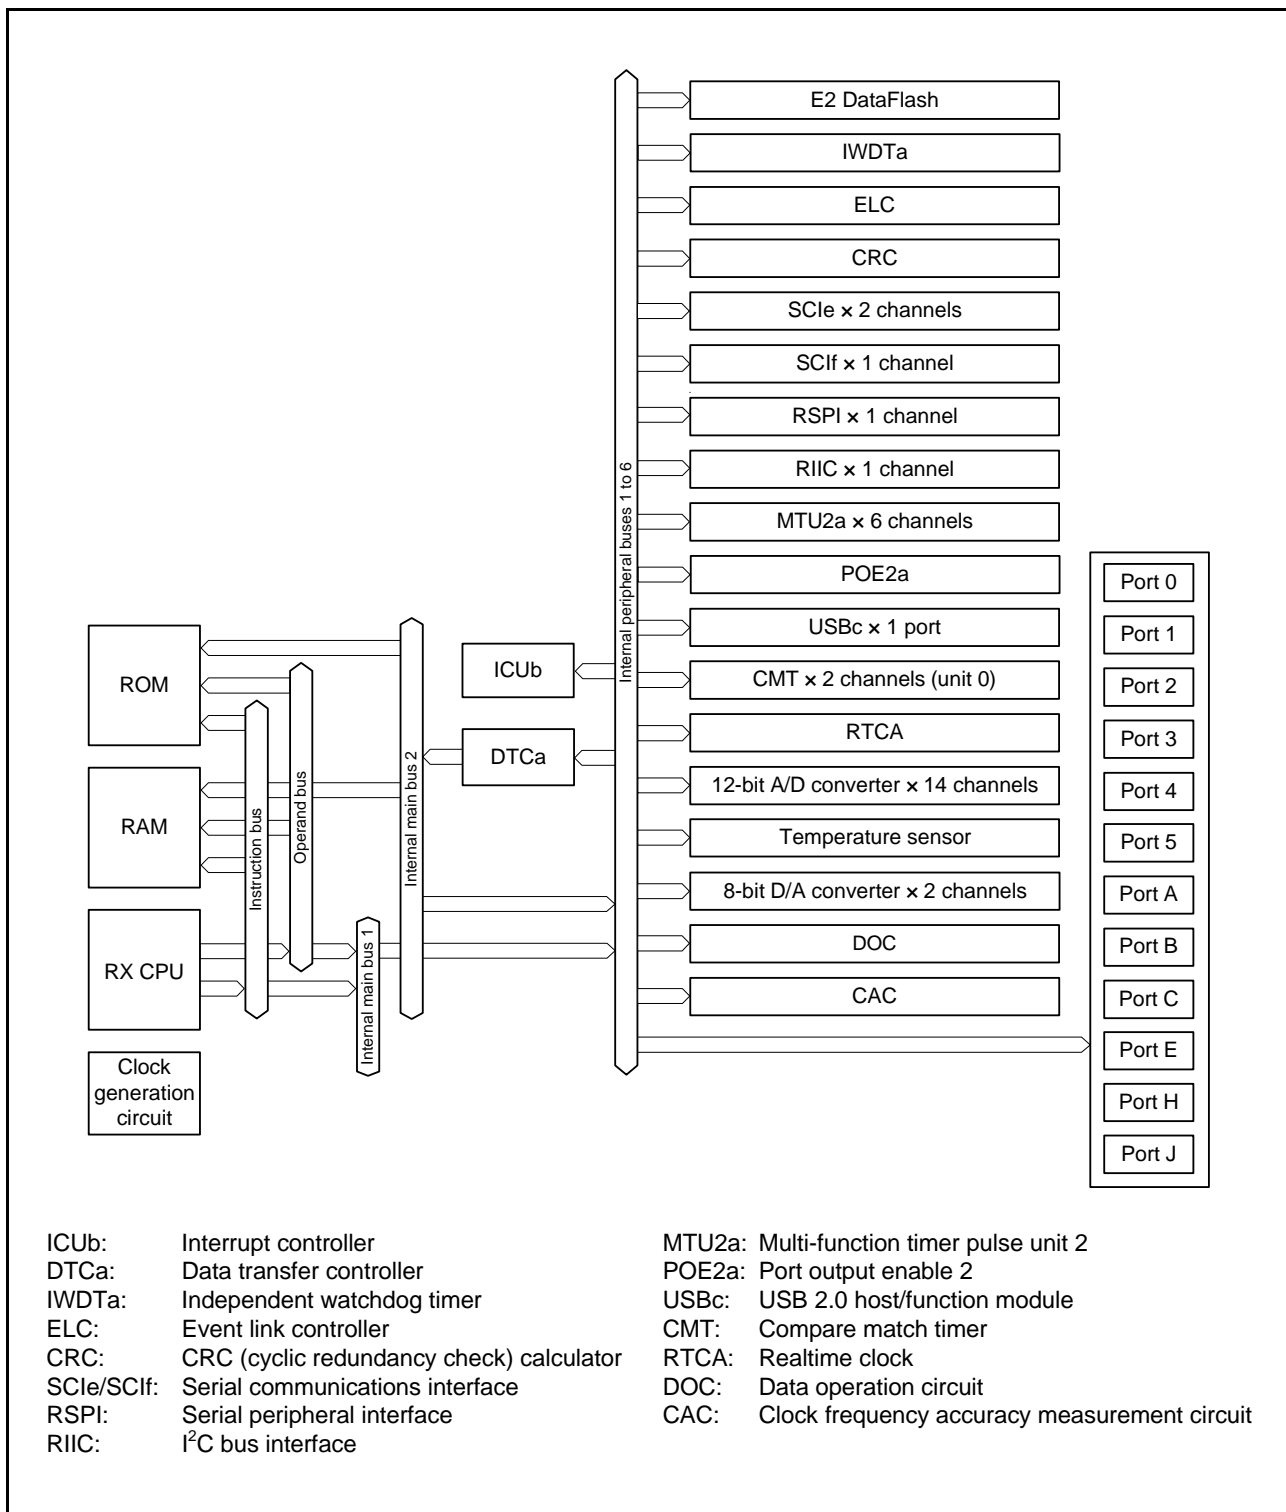 E2 DataFlash
IWDTa
ELC
CRC
SCIe × 2 channels
SCIf × 1 channel
RSPI × 1 channel
RIIC × 1 channel
MTU2a × 6 channels
POE2a
USBc × 1 port
CMT × 2 channels (unit 0)
RTCA
12-bit A/D converter × 14 channels
Temperature sensor
8-bit D/A converter × 2 channels
DOC
CAC
Internal peripheral buses 1 to 6
ICUb
DTCa
ROM
RAM
RX CPU
Clock
generation
circuit
Instruction bus
Operand bus
Internal main bus 1
Internal main bus 2
Port 0
Port 1
Port 2
Port 3
Port 4
Port 5
Port A
Port B
Port C
Port E
Port H
Port J
ICUb: Interrupt controller
DTCa: Data transfer controller
IWDTa: Independent watchdog timer
ELC: Event link controller
CRC: CRC (cyclic redundancy check) calculator
SCIe/SCIf: Serial communications interface
RSPI: Serial peripheral interface
RIIC: I²C bus interface
MTU2a: Multi-function timer pulse unit 2
POE2a: Port output enable 2
USBc: USB 2.0 host/function module
CMT: Compare match timer
RTCA: Realtime clock
DOC: Data operation circuit
CAC: Clock frequency accuracy measurement circuit